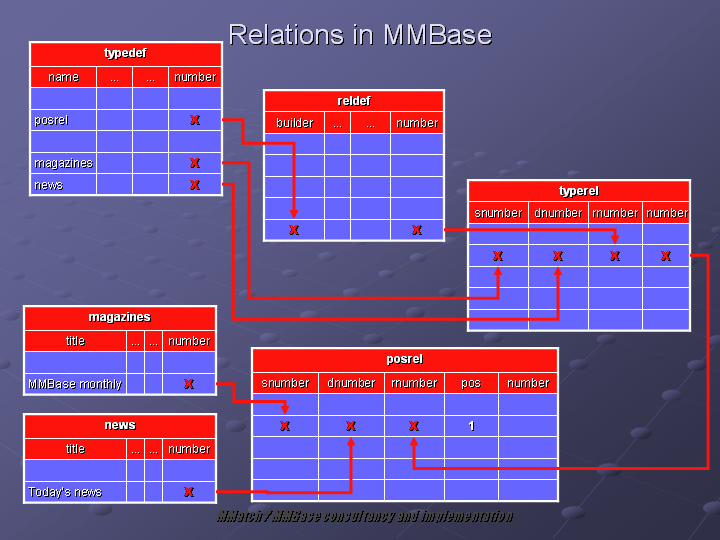 Relations in MMBase
typedef
name ... ... number
posrel X
magazines X
news X
reldef
builder ... ... number
X X
typerel
snumber dnumber rnumber number
X X X X
magazines
title ... ... number
MMBase monthly X
news
title ... ... number
Today's news X
posrel
snumber dnumber rnumber pos number
X X X 1
MMatch / MMBase consultancy and implementation